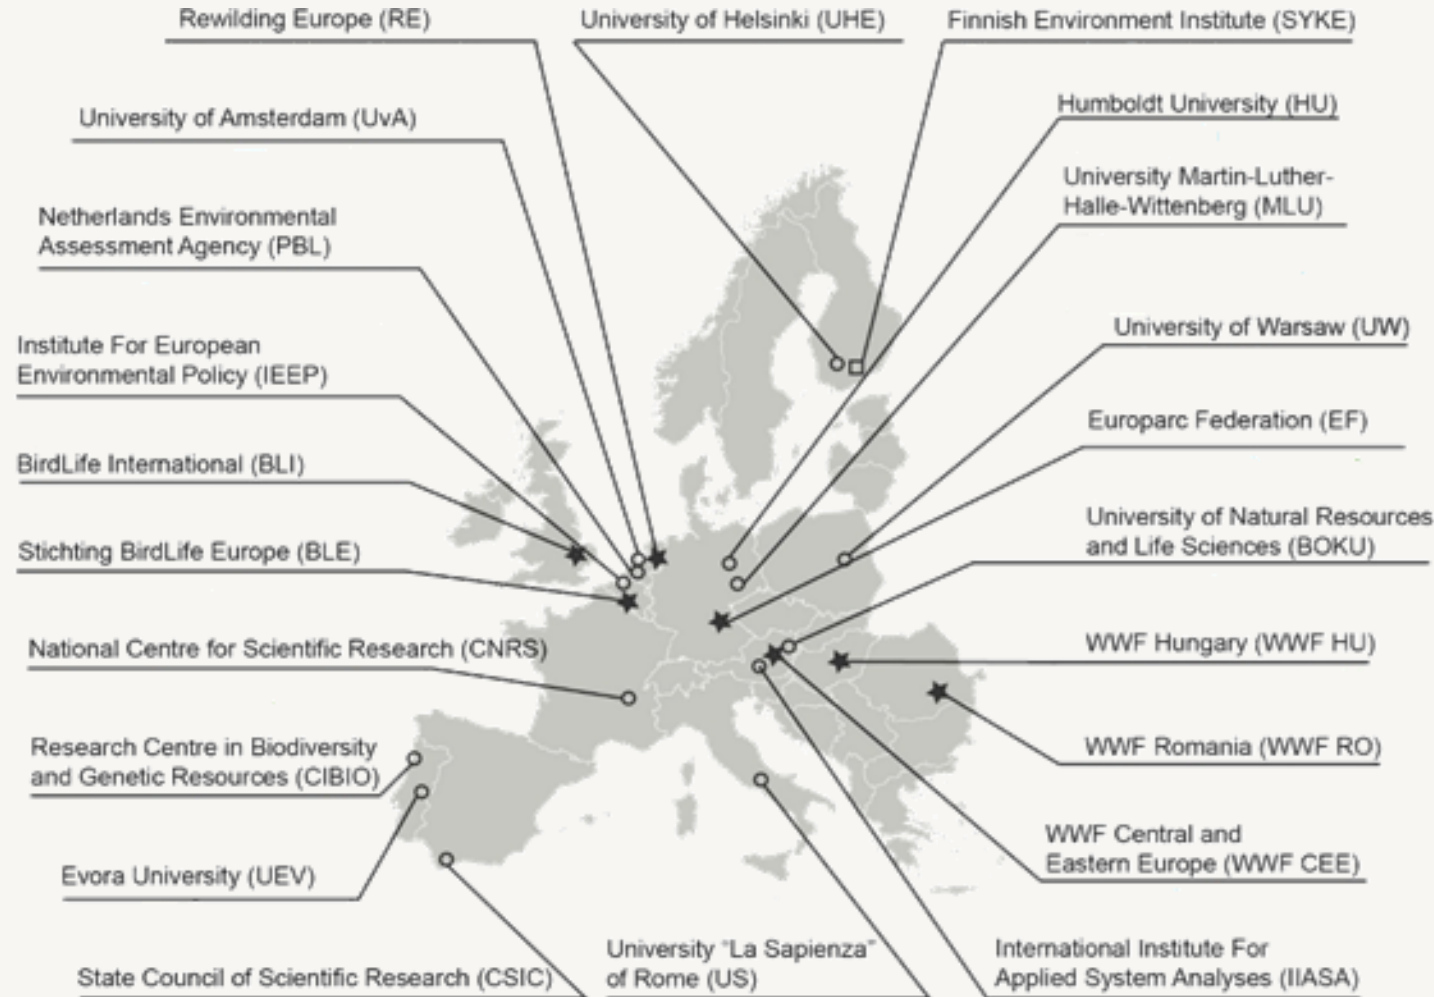 Rewilding Europe (RE)
University of Helsinki (UHE)
Finnish Environment Institute (SYKE)
University of Amsterdam (UvA)
Humboldt University (HU)
University Martin-Luther-
Halle-Wittenberg (MLU)
Netherlands Environmental
Assessment Agency (PBL)
University of Warsaw (UW)
Institute For European
Environmental Policy (IEEP)
Europarc Federation (EF)
BirdLife International (BLI)
University of Natural Resources
and Life Sciences (BOKU)
Stichting BirdLife Europe (BLE)
National Centre for Scientific Research (CNRS)
WWF Hungary (WWF HU)
Research Centre in Biodiversity
and Genetic Resources (CIBIO)
WWF Romania (WWF RO)
WWF Central and
Eastern Europe (WWF CEE)
Evora University (UEV)
State Council of Scientific Research (CSIC)
University "La Sapienza"
of Rome (US)
International Institute For
Applied System Analyses (IIASA)